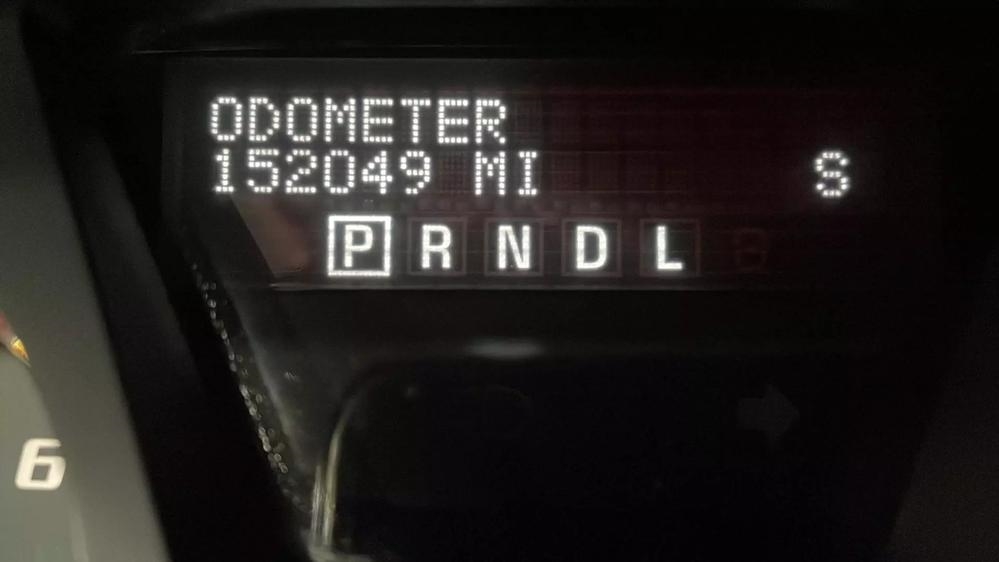 ODOMETER
152049 MI S
P R N D L
6